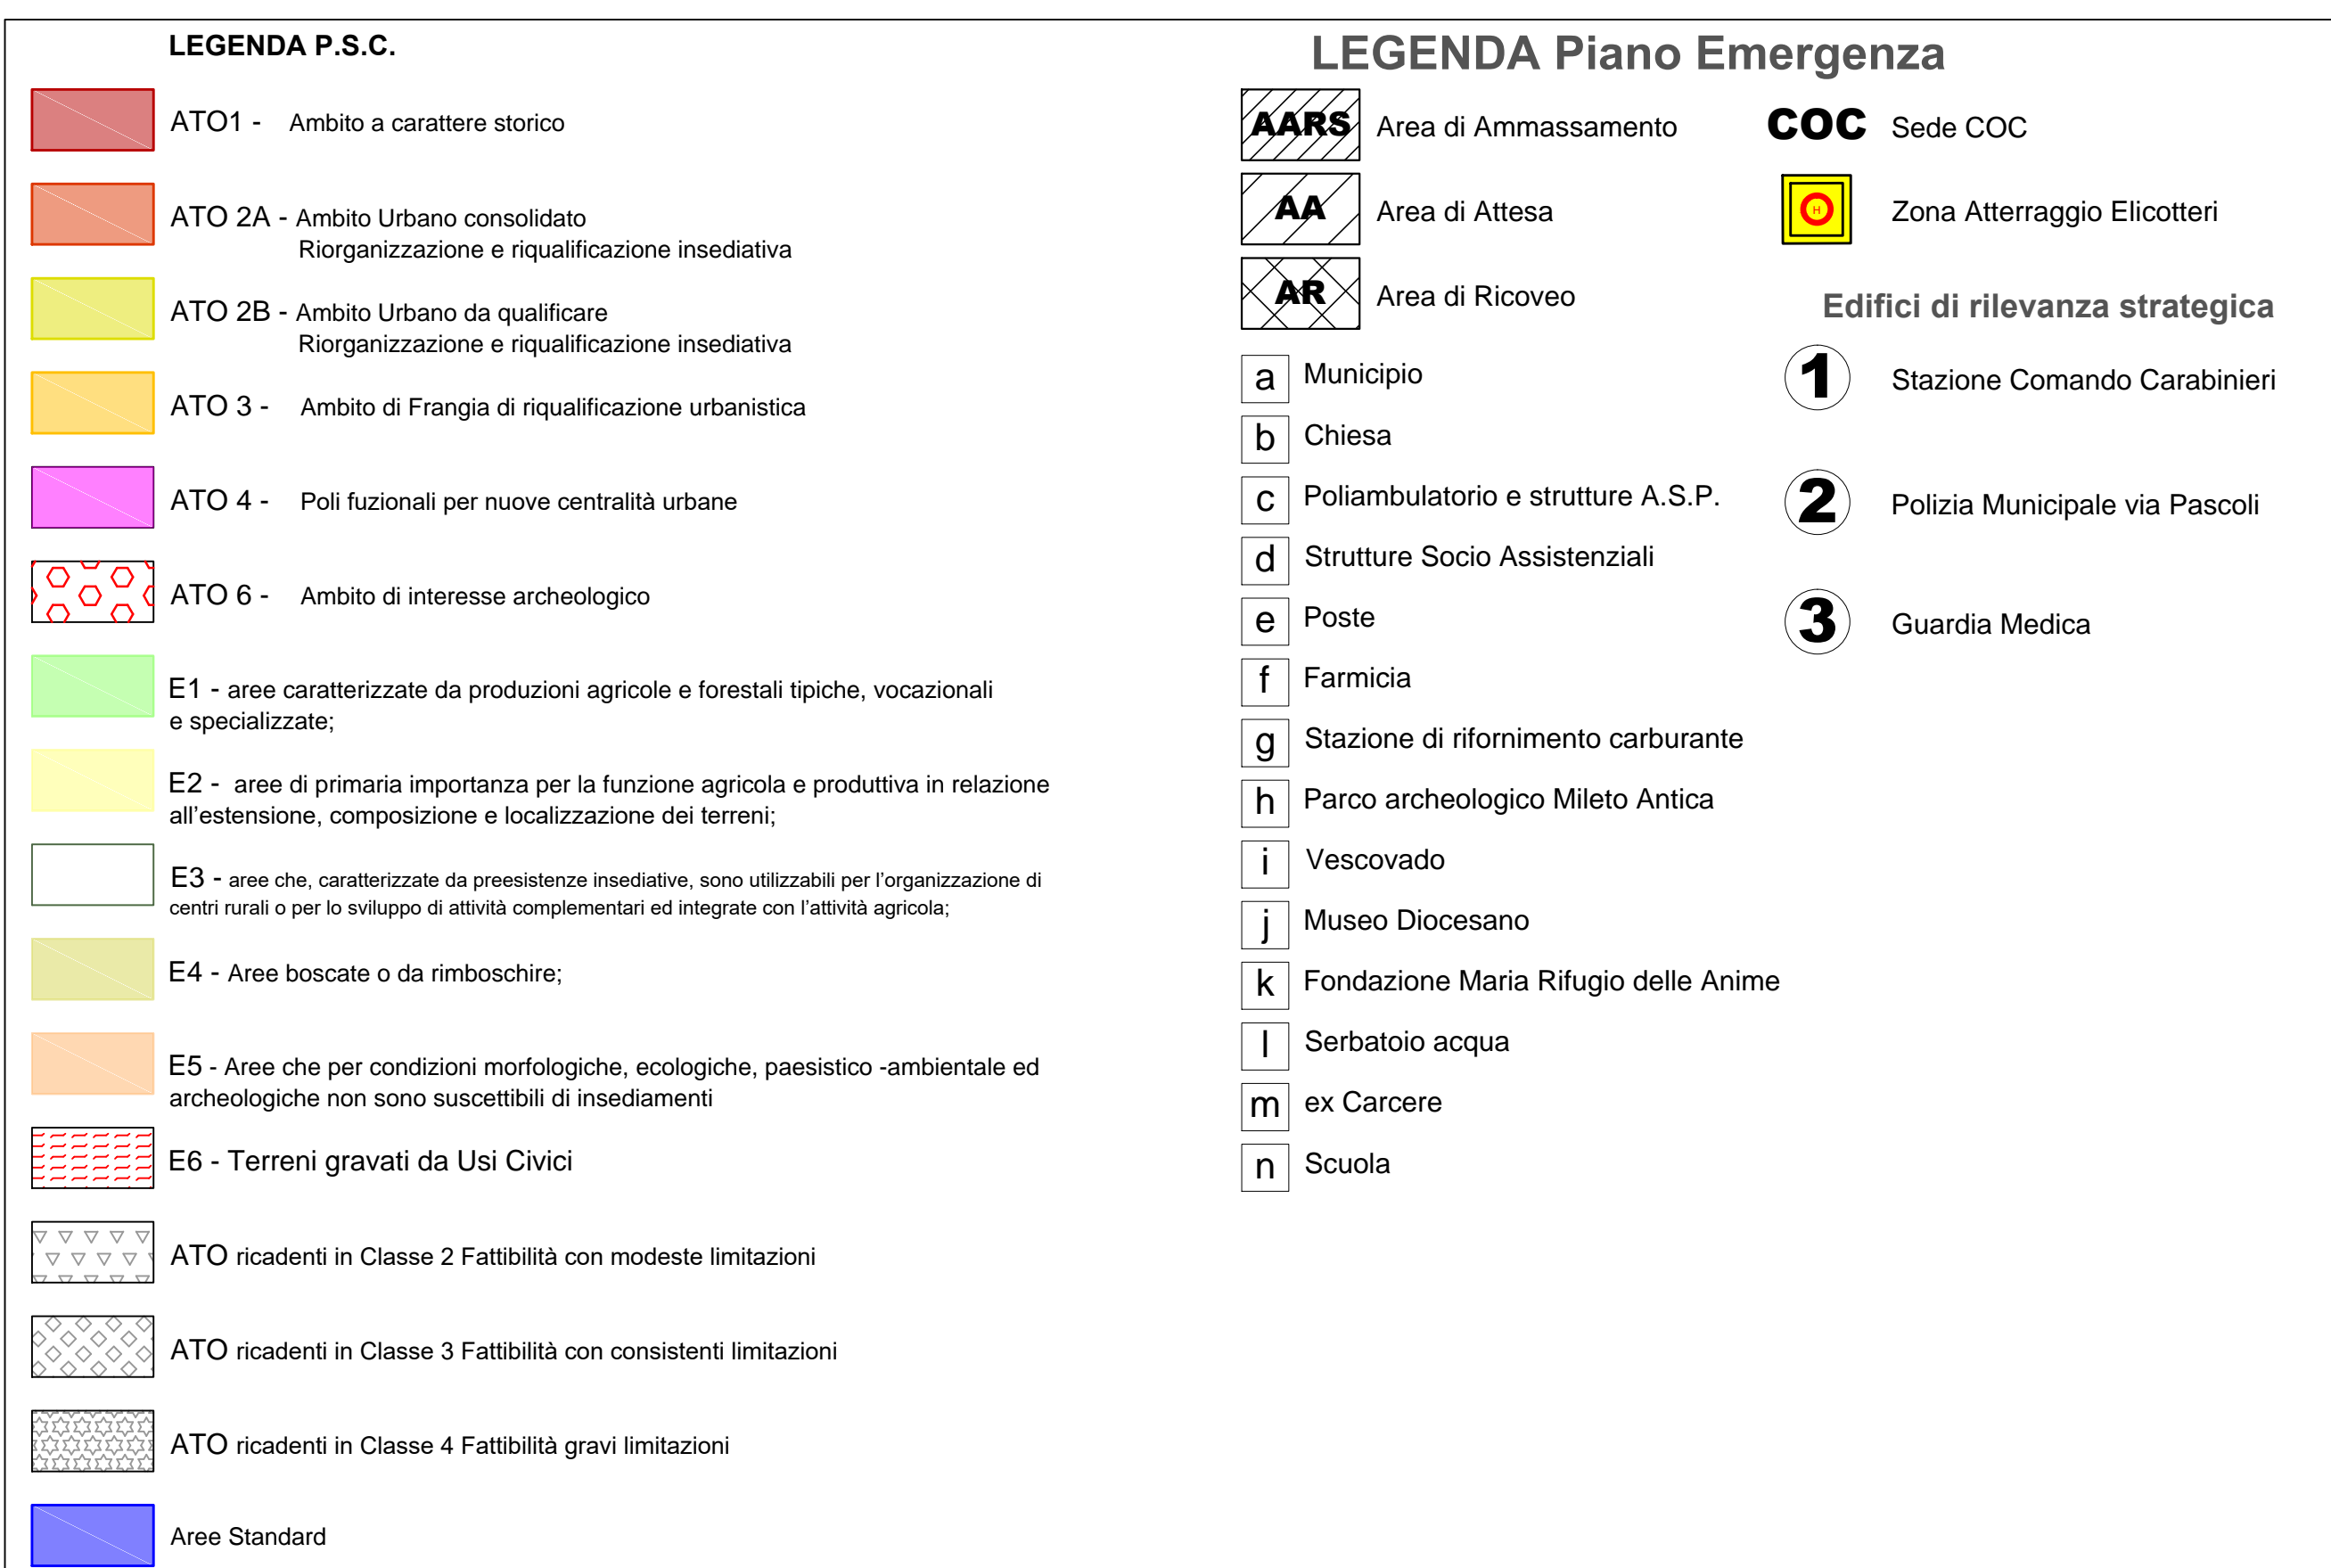 LEGENDA P.S.C.
ATO1 - Ambito a carattere storico
ATO 2A - Ambito Urbano consolidato
Riorganizzazione e riqualificazione insediativa
ATO 2B - Ambito Urbano da qualificare
Riorganizzazione e riqualificazione insediativa
ATO 3 - Ambito di Frangia di riqualificazione urbanistica
ATO 4 - Poli fuzionali per nuove centralità urbane
ATO 6 - Ambito di interesse archeologico
E1 - aree caratterizzate da produzioni agricole e forestali tipiche, vocazionali
e specializzate;
E2 - aree di primaria importanza per la funzione agricola e produttiva in relazione
all'estensione, composizione e localizzazione dei terreni;
E3 - aree che, caratterizzate da preesistenze insediative, sono utilizzabili per l'organizzazione di
centri rurali o per lo sviluppo di attività complementari ed integrate con l'attività agricola;
E4 - Aree boscate o da rimboschire;
E5 - Aree che per condizioni morfologiche, ecologiche, paesistico -ambientale ed
archeologiche non sono suscettibili di insediamenti
E6 - Terreni gravati da Usi Civici
ATO ricadenti in Classe 2 Fattibilità con modeste limitazioni
ATO ricadenti in Classe 3 Fattibilità con consistenti limitazioni
ATO ricadenti in Classe 4 Fattibilità gravi limitazioni
Aree Standard
LEGENDA Piano Emergenza
AARS Area di Ammassamento
AA Area di Attesa
AR Area di Ricoveo
a Municipio
b Chiesa
c Poliambulatorio e strutture A.S.P.
d Strutture Socio Assistenziali
e Poste
f Farmicia
g Stazione di rifornimento carburante
h Parco archeologico Mileto Antica
i Vescovado
j Museo Diocesano
k Fondazione Maria Rifugio delle Anime
l Serbatoio acqua
m ex Carcere
n Scuola
COC Sede COC
H Zona Atterraggio Elicotteri
Edifici di rilevanza strategica
1 Stazione Comando Carabinieri
2 Polizia Municipale via Pascoli
3 Guardia Medica